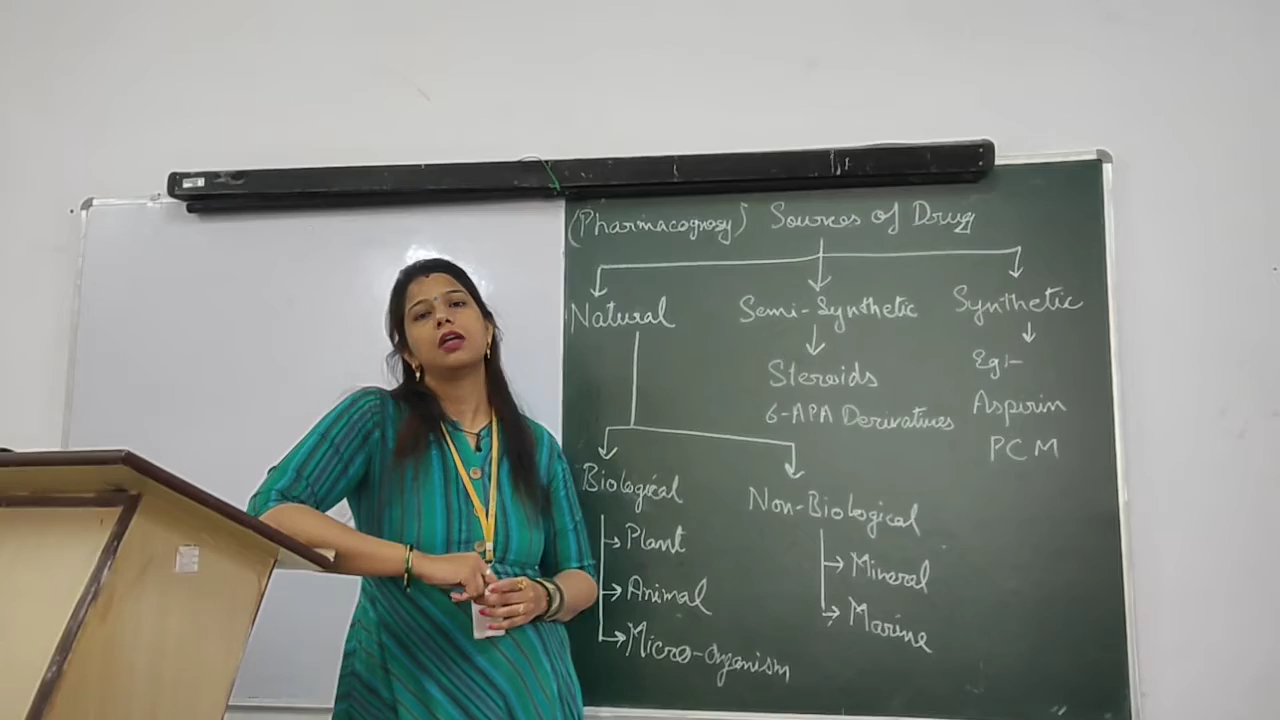 (Pharmacognosy) Sources of Drug
Natural
Semi-Synthetic
Synthetic
Steroids
6-APA Derivatives
Eg:-
Aspirin
PCM
Biological
Plant
Animal
Micro-organism
Non-Biological
Mineral
Marine